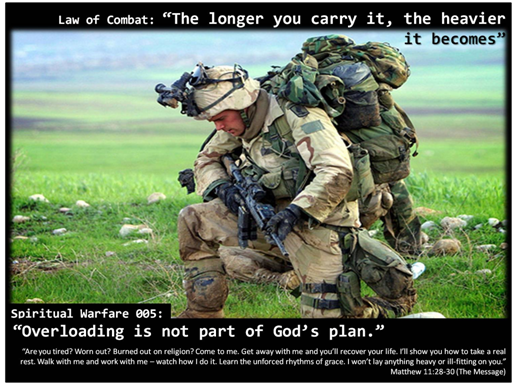 Law of Combat: “The longer you carry it, the heavier
it becomes”
Spiritual Warfare 005:
“Overloading is not part of God’s plan.”
“Are you tired? Worn out? Burned out on religion? Come to me. Get away with me and you’ll recover your life. I’ll show you how to take a real
rest. Walk with me and work with me – watch how I do it. Learn the unforced rhythms of grace. I won’t lay anything heavy or ill-fitting on you.”
Matthew 11:28-30 (The Message)